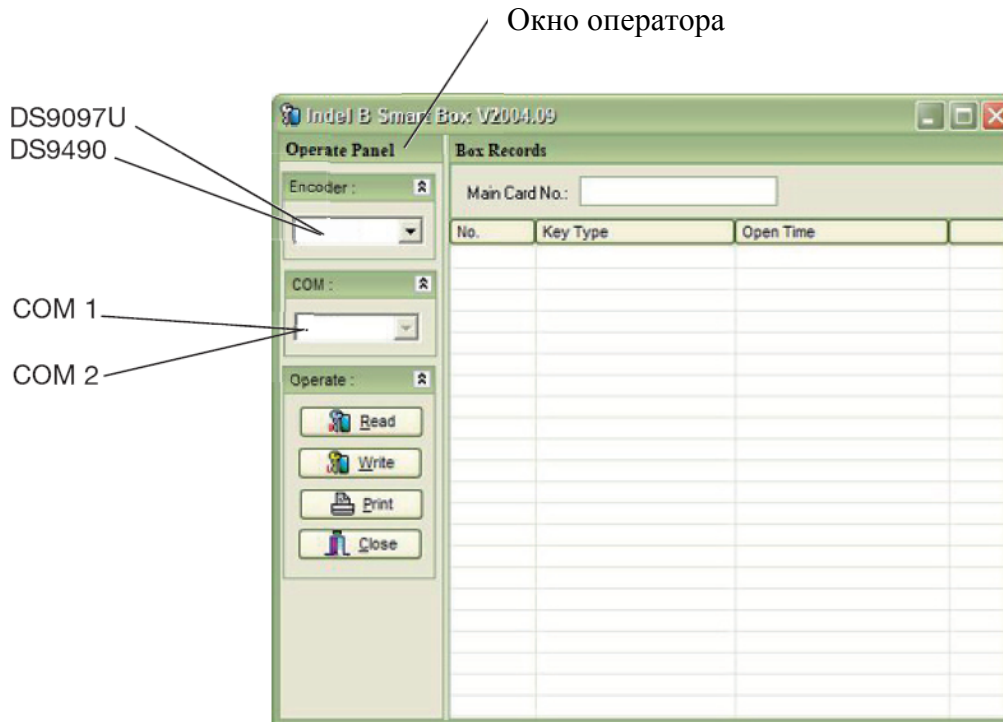 Окно оператора
DS9097U
DS9490
COM 1
COM 2
Indel B Smart Box V2004.09
Operate Panel
Encoder :
COM :
Operate :
Read
Write
Print
Close
Box Records
Main Card No.:
No. Key Type Open Time